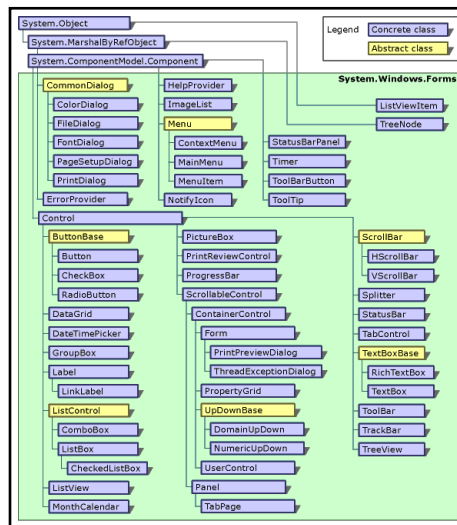 System.Object
System.MarshalByRefObject
System.ComponentModel.Component
Legend
Concrete class
Abstract class
System.Windows.Forms
CommonDialog
ColorDialog
FileDialog
FontDialog
PageSetupDialog
PrintDialog
ErrorProvider
HelpProvider
ImageList
Menu
ContextMenu
MainMenu
MenuItem
NotifyIcon
StatusBarPanel
Timer
ToolBarButton
ToolTip
ListViewItem
TreeNode
Control
ButtonBase
Button
CheckBox
RadioButton
DataGrid
DateTimePicker
GroupBox
Label
LinkLabel
ListControl
ComboBox
ListBox
CheckedListBox
ListView
MonthCalendar
PictureBox
PrintReviewControl
ProgressBar
ScrollableControl
ContainerControl
Form
PrintPreviewDialog
ThreadExceptionDialog
PropertyGrid
UpDownBase
DomainUpDown
NumericUpDown
UserControl
Panel
TabPage
ScrollBar
HScrollBar
VScrollBar
Splitter
StatusBar
TabControl
TextBoxBase
RichTextBox
TextBox
ToolBar
TrackBar
TreeView